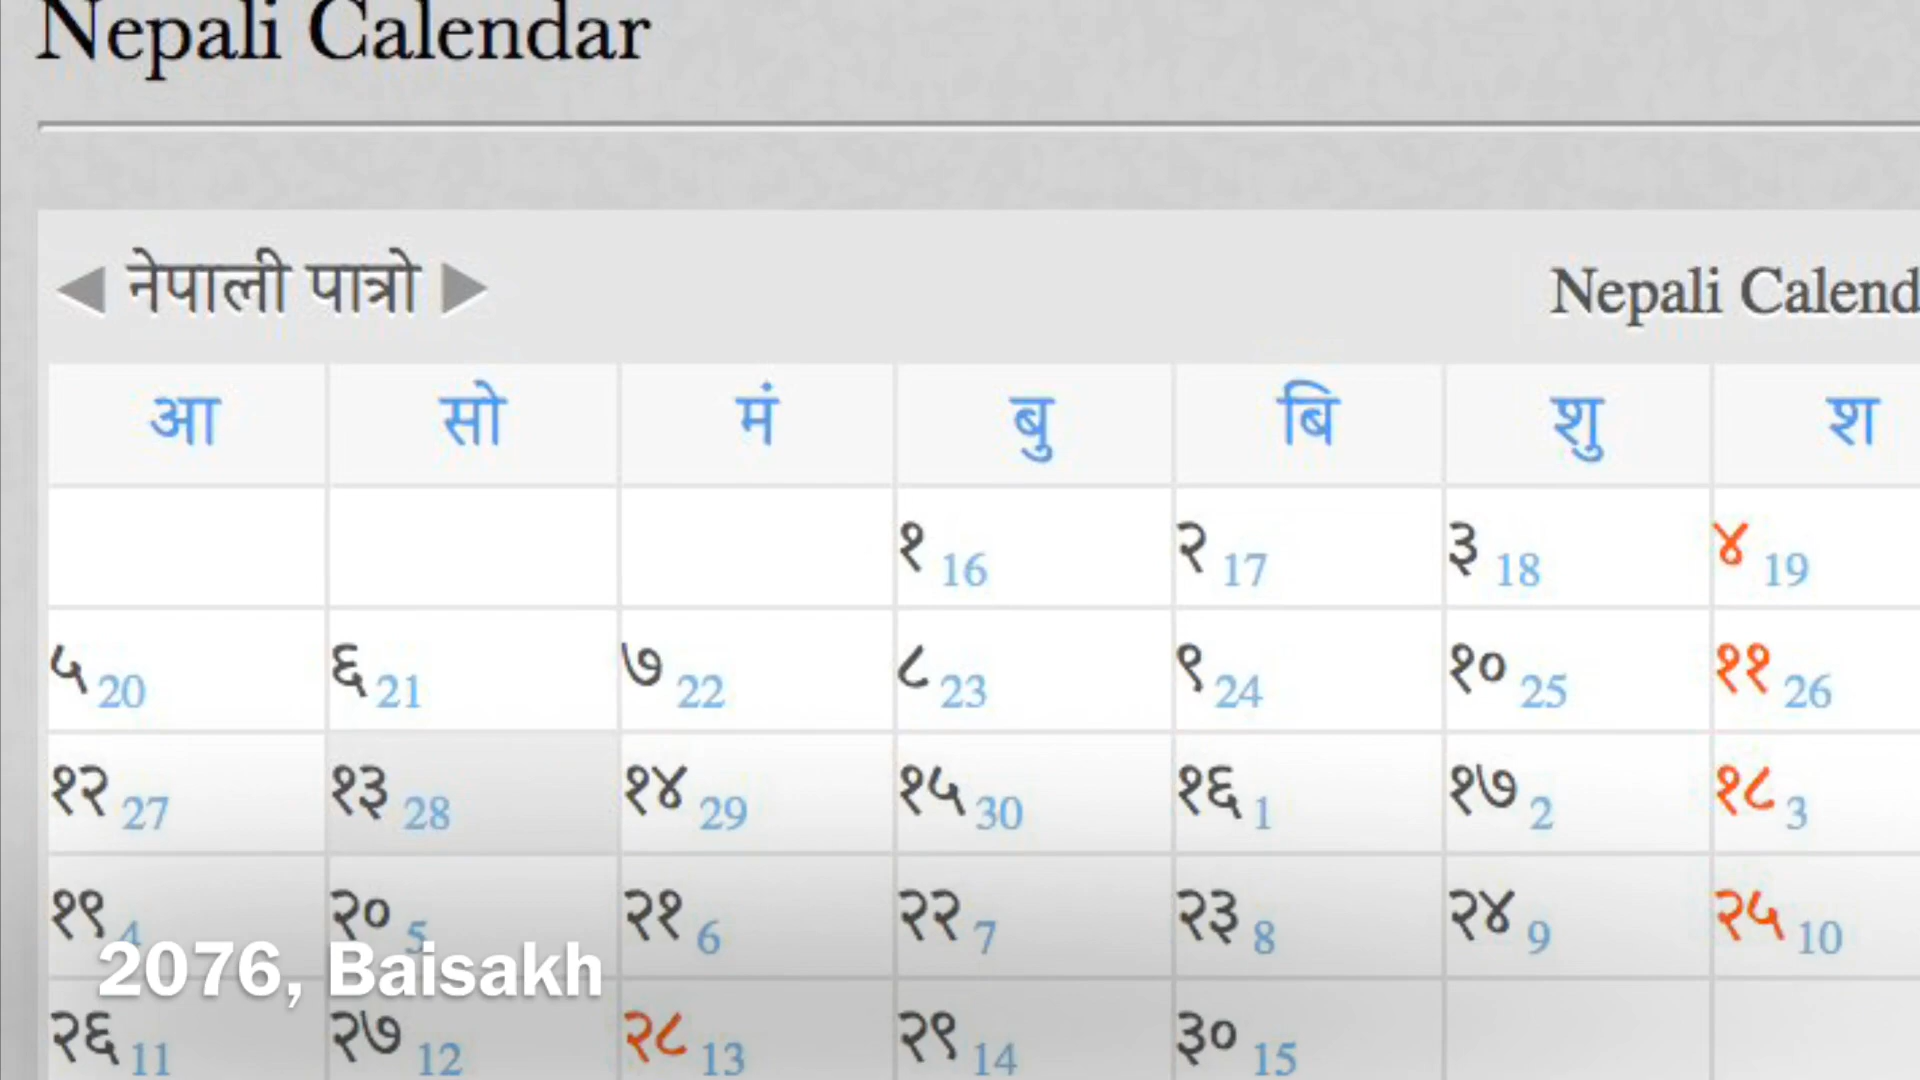 Nepali Calendar
नेपाली पात्रो Nepali Calend
आ सो मं बु बि शु श
१ 16 २ 17 ३ 18 ४ 19
५ 20 ६ 21 ७ 22 ८ 23 ९ 24 १० 25 ११ 26
१२ 27 १३ 28 १४ 29 १५ 30 १६ 1 १७ 2 १८ 3
१९ 4 २० 5 २१ 6 २२ 7 २३ 8 २४ 9 २५ 10
2076, Baisakh
२६ 11 २७ 12 २८ 13 २९ 14 ३० 15